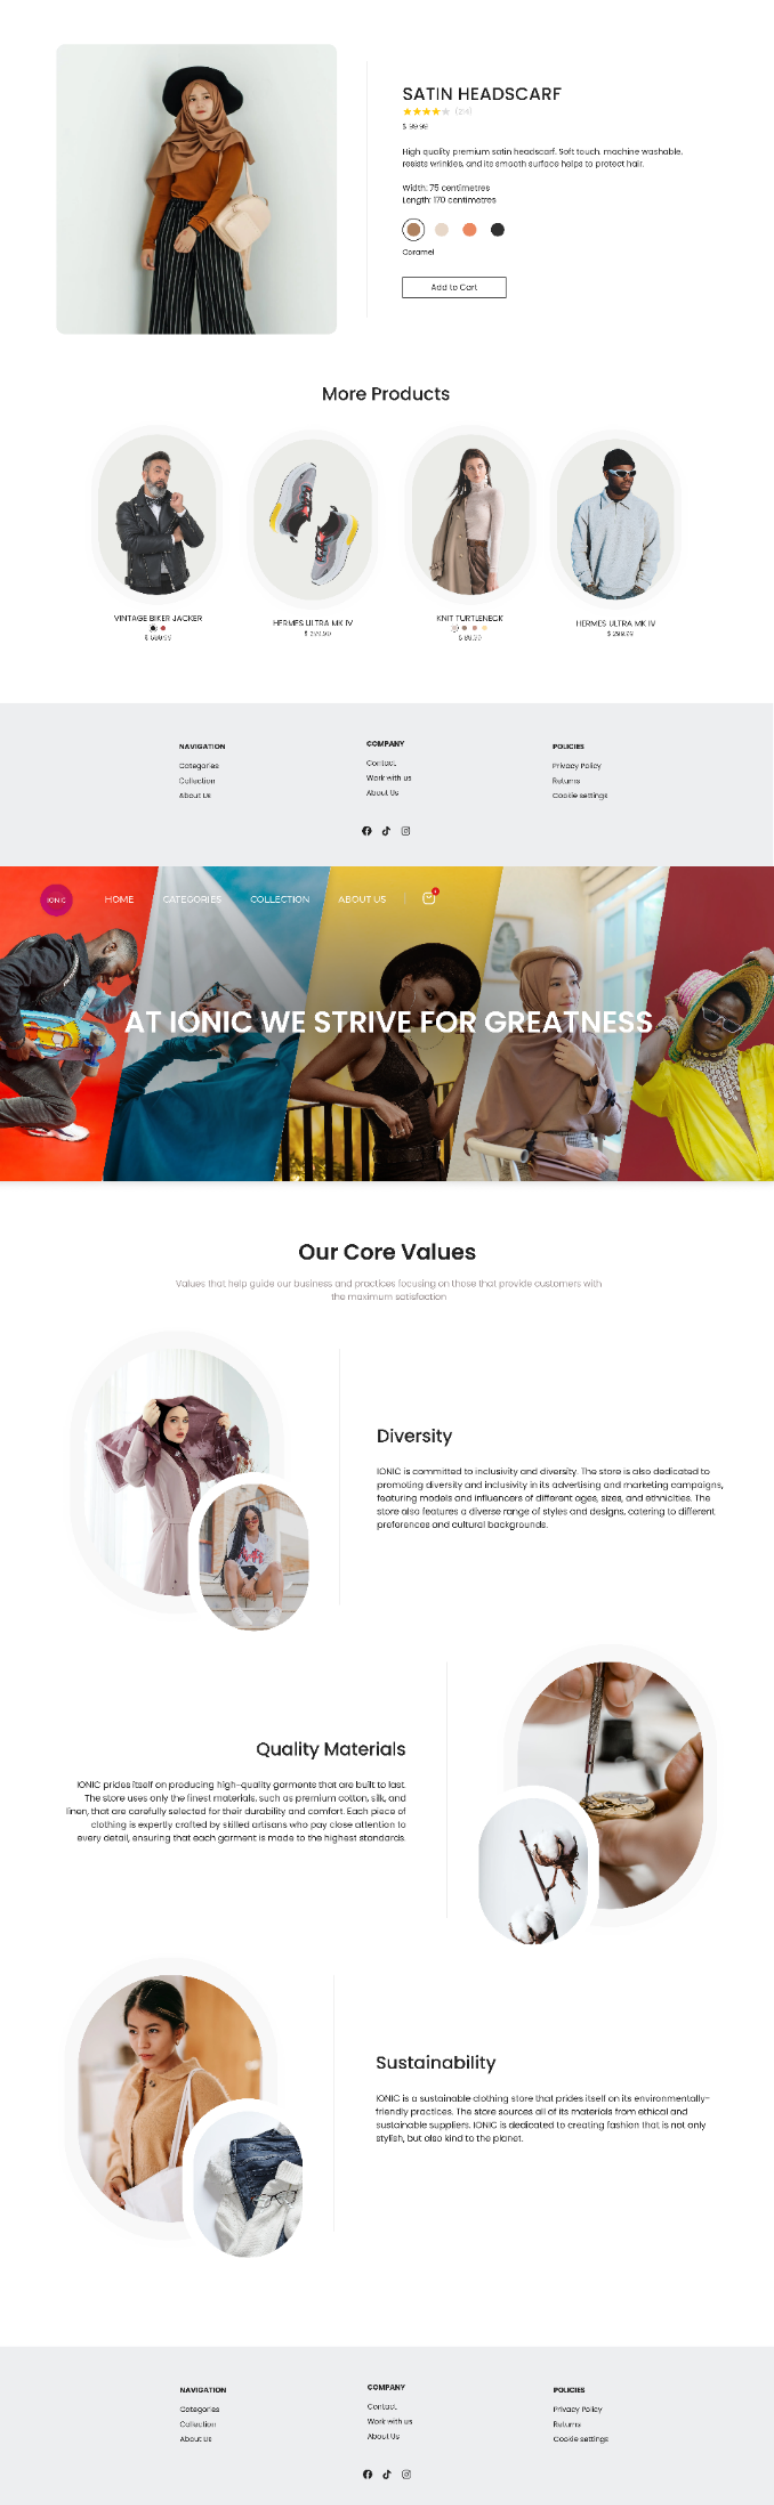 SATIN HEADSCARF
(214)
$ 99.99
High quality premium satin headscarf. Soft touch, machine washable,
resists wrinkles, and its smooth surface helps to protect hair.
Width: 75 centimetres
Length: 170 centimetres
Caramel
Add to Cart
More Products
VINTAGE BIKER JACKER
HERMES ULTRA MK IV
KNIT TURTLENECK
HERMES ULTRA MK IV
NAVIGATION
Categories
Collection
About Us
COMPANY
Contact
Work with us
About Us
POLICIES
Privacy Policy
Returns
Cookie settings
IONIC
HOME
CATEGORIES
COLLECTION
ABOUT US
AT IONIC WE STRIVE FOR GREATNESS
Our Core Values
Values that help guide our business and practices focusing on those that provide customers with
the maximum satisfaction
Diversity
IONIC is committed to inclusivity and diversity. The store is also dedicated to
promoting diversity and inclusivity in its advertising and marketing campaigns,
featuring models and influencers of different ages, sizes, and ethnicities. The
store also features a diverse range of styles and designs, catering to different
preferences and cultural backgrounds.
Quality Materials
IONIC prides itself on producing high-quality garments that are built to last.
The store uses only the finest materials, such as premium cotton, silk, and
linen, that are carefully selected for their durability and comfort. Each piece of
clothing is expertly crafted by skilled artisans who pay close attention to
every detail, ensuring that each garment is made to the highest standards.
Sustainability
IONIC is a sustainable clothing store that prides itself on its environmentally-
friendly practices. The store sources all of its materials from ethical and
sustainable suppliers. IONIC is dedicated to creating fashion that is not only
stylish, but also kind to the planet.
NAVIGATION
Categories
Collection
About Us
COMPANY
Contact
Work with us
About Us
POLICIES
Privacy Policy
Returns
Cookie settings